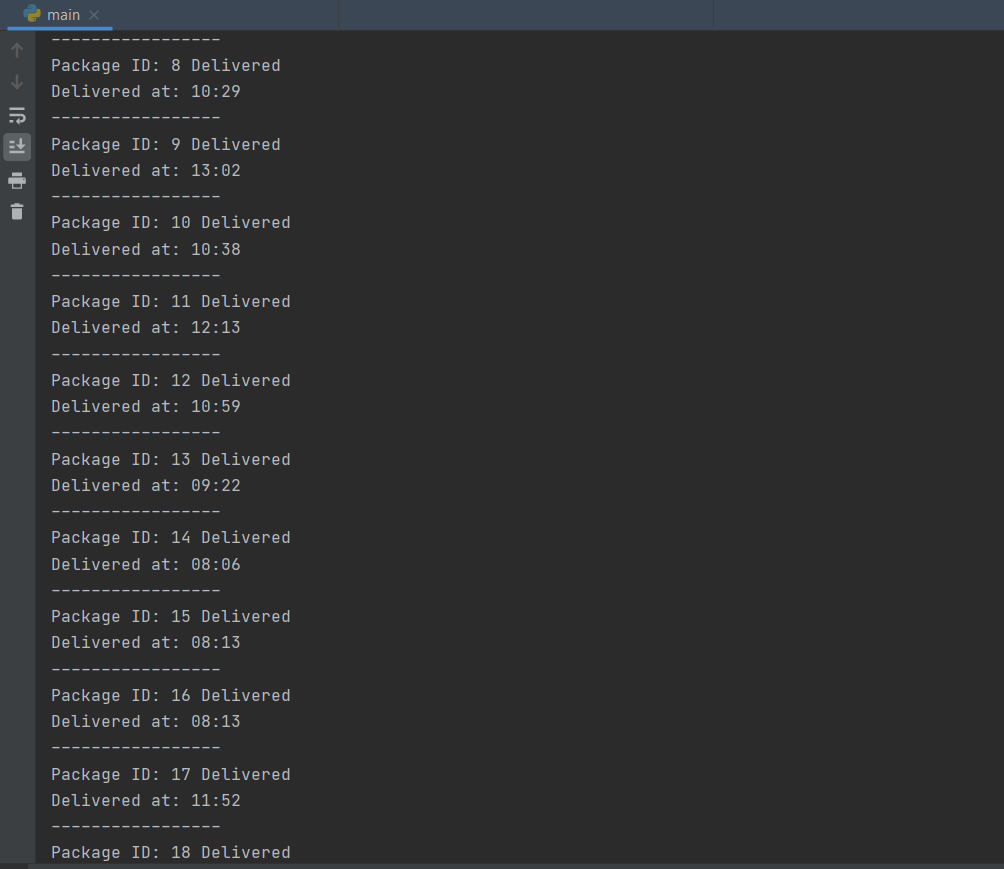 main
-----------------
Package ID: 8 Delivered
Delivered at: 10:29
-----------------
Package ID: 9 Delivered
Delivered at: 13:02
-----------------
Package ID: 10 Delivered
Delivered at: 10:38
-----------------
Package ID: 11 Delivered
Delivered at: 12:13
-----------------
Package ID: 12 Delivered
Delivered at: 10:59
-----------------
Package ID: 13 Delivered
Delivered at: 09:22
-----------------
Package ID: 14 Delivered
Delivered at: 08:06
-----------------
Package ID: 15 Delivered
Delivered at: 08:13
-----------------
Package ID: 16 Delivered
Delivered at: 08:13
-----------------
Package ID: 17 Delivered
Delivered at: 11:52
-----------------
Package ID: 18 Delivered